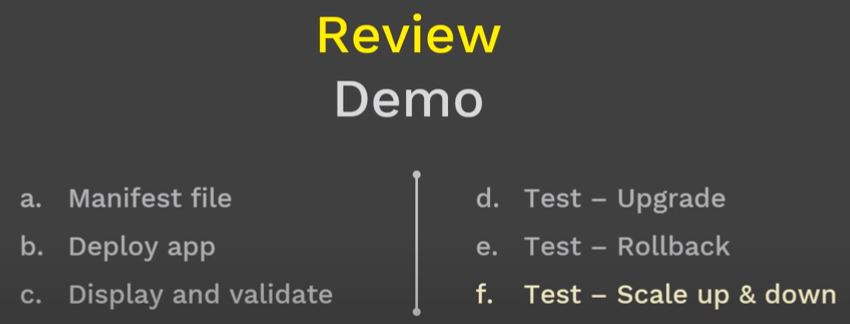 Review
Demo
a. Manifest file
b. Deploy app
c. Display and validate
d. Test – Upgrade
e. Test – Rollback
f. Test – Scale up & down